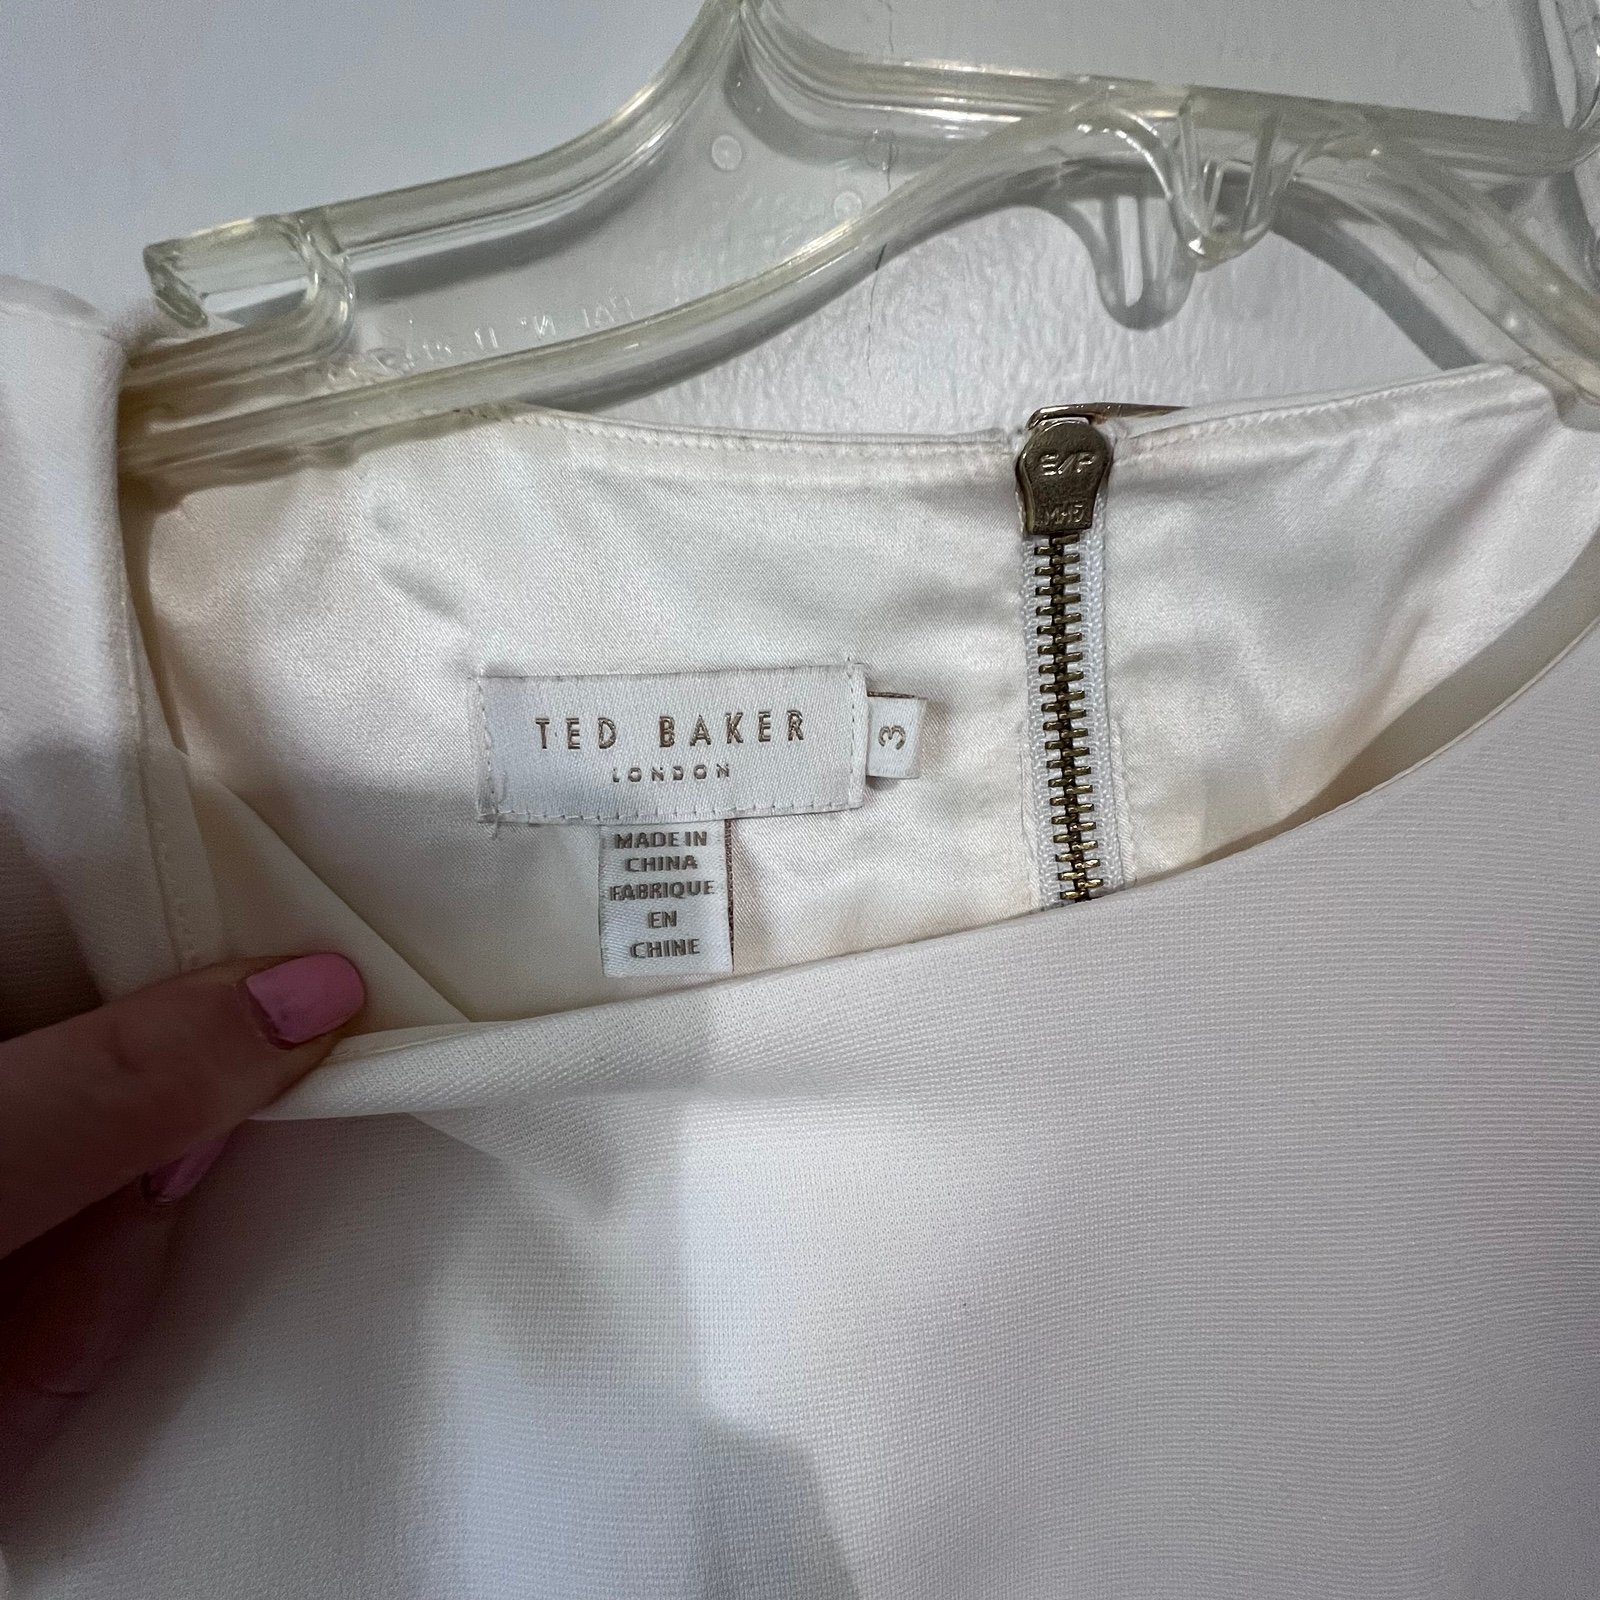 TED BAKER
LONDON
3
MADE IN
CHINA
FABRIQUE
EN
CHINE